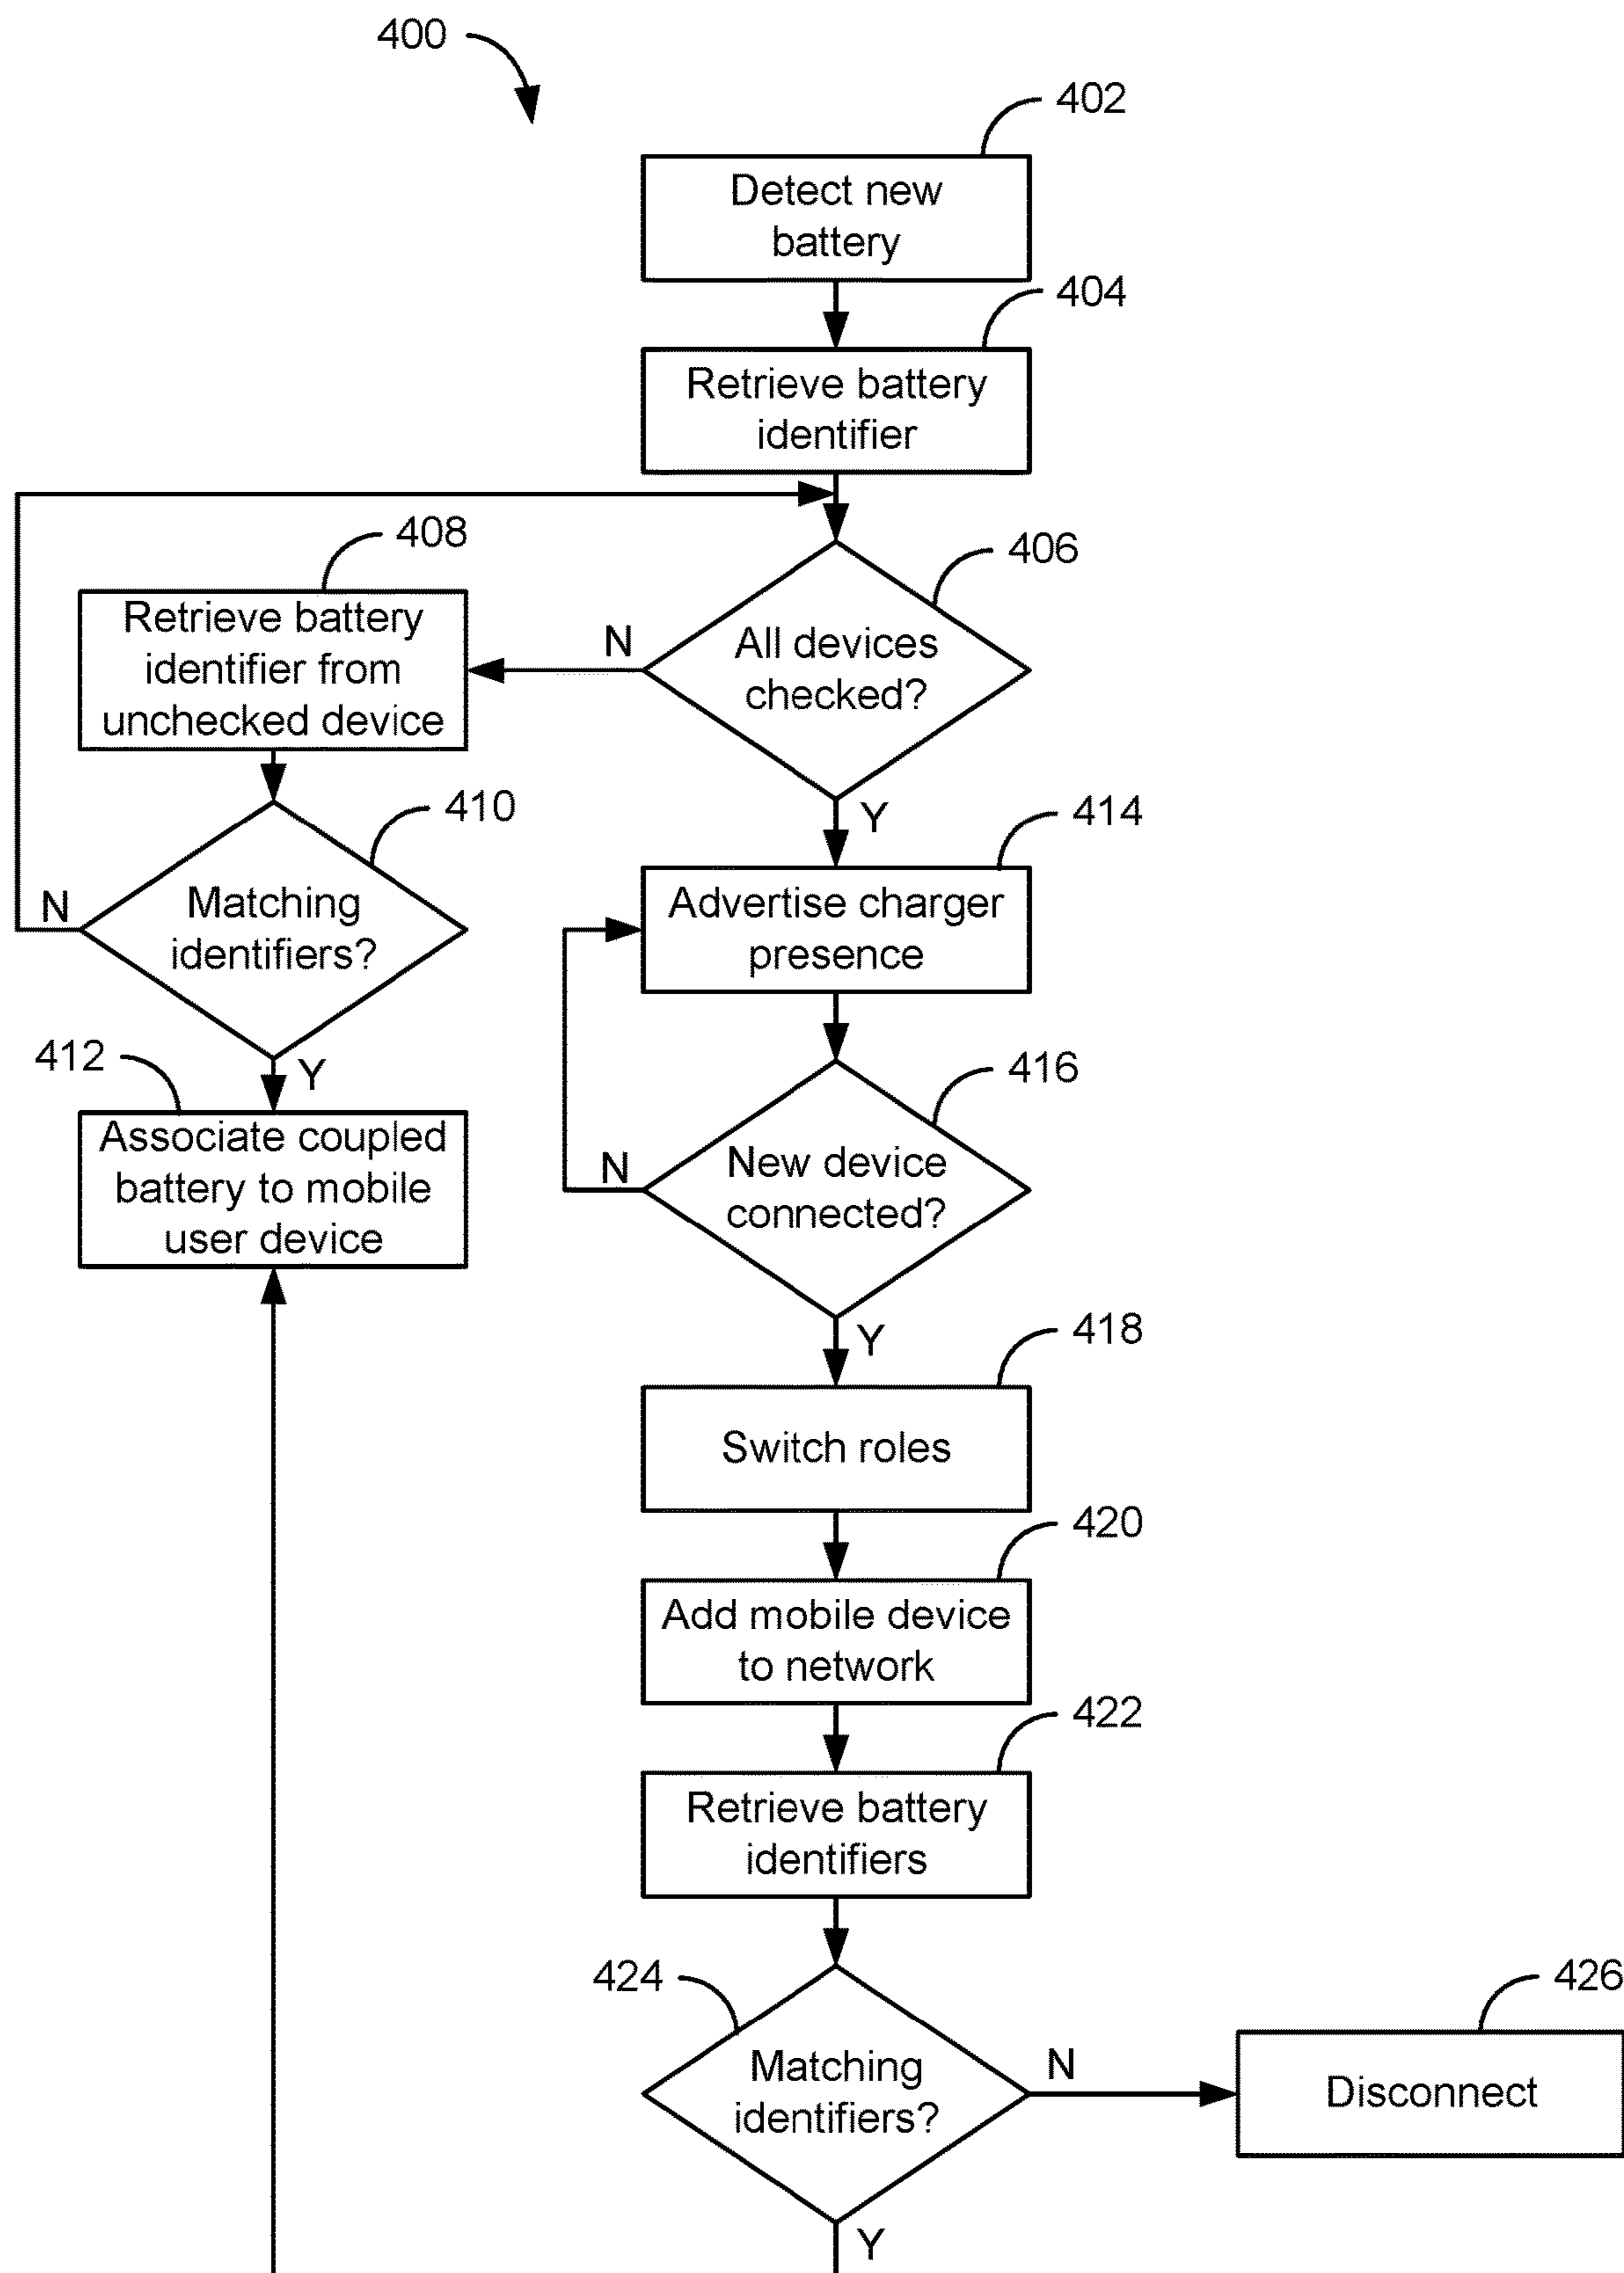 400
402
Detect new
battery
404
Retrieve battery
identifier
408
406
Retrieve battery
identifier from
unchecked device
N
All devices
checked?
410
Y
414
N
Matching
identifiers?
Advertise charger
presence
412
Y
416
Associate coupled
battery to mobile
user device
N
New device
connected?
Y
418
Switch roles
420
Add mobile device
to network
422
Retrieve battery
identifiers
424
426
Matching
identifiers?
N
Disconnect
Y